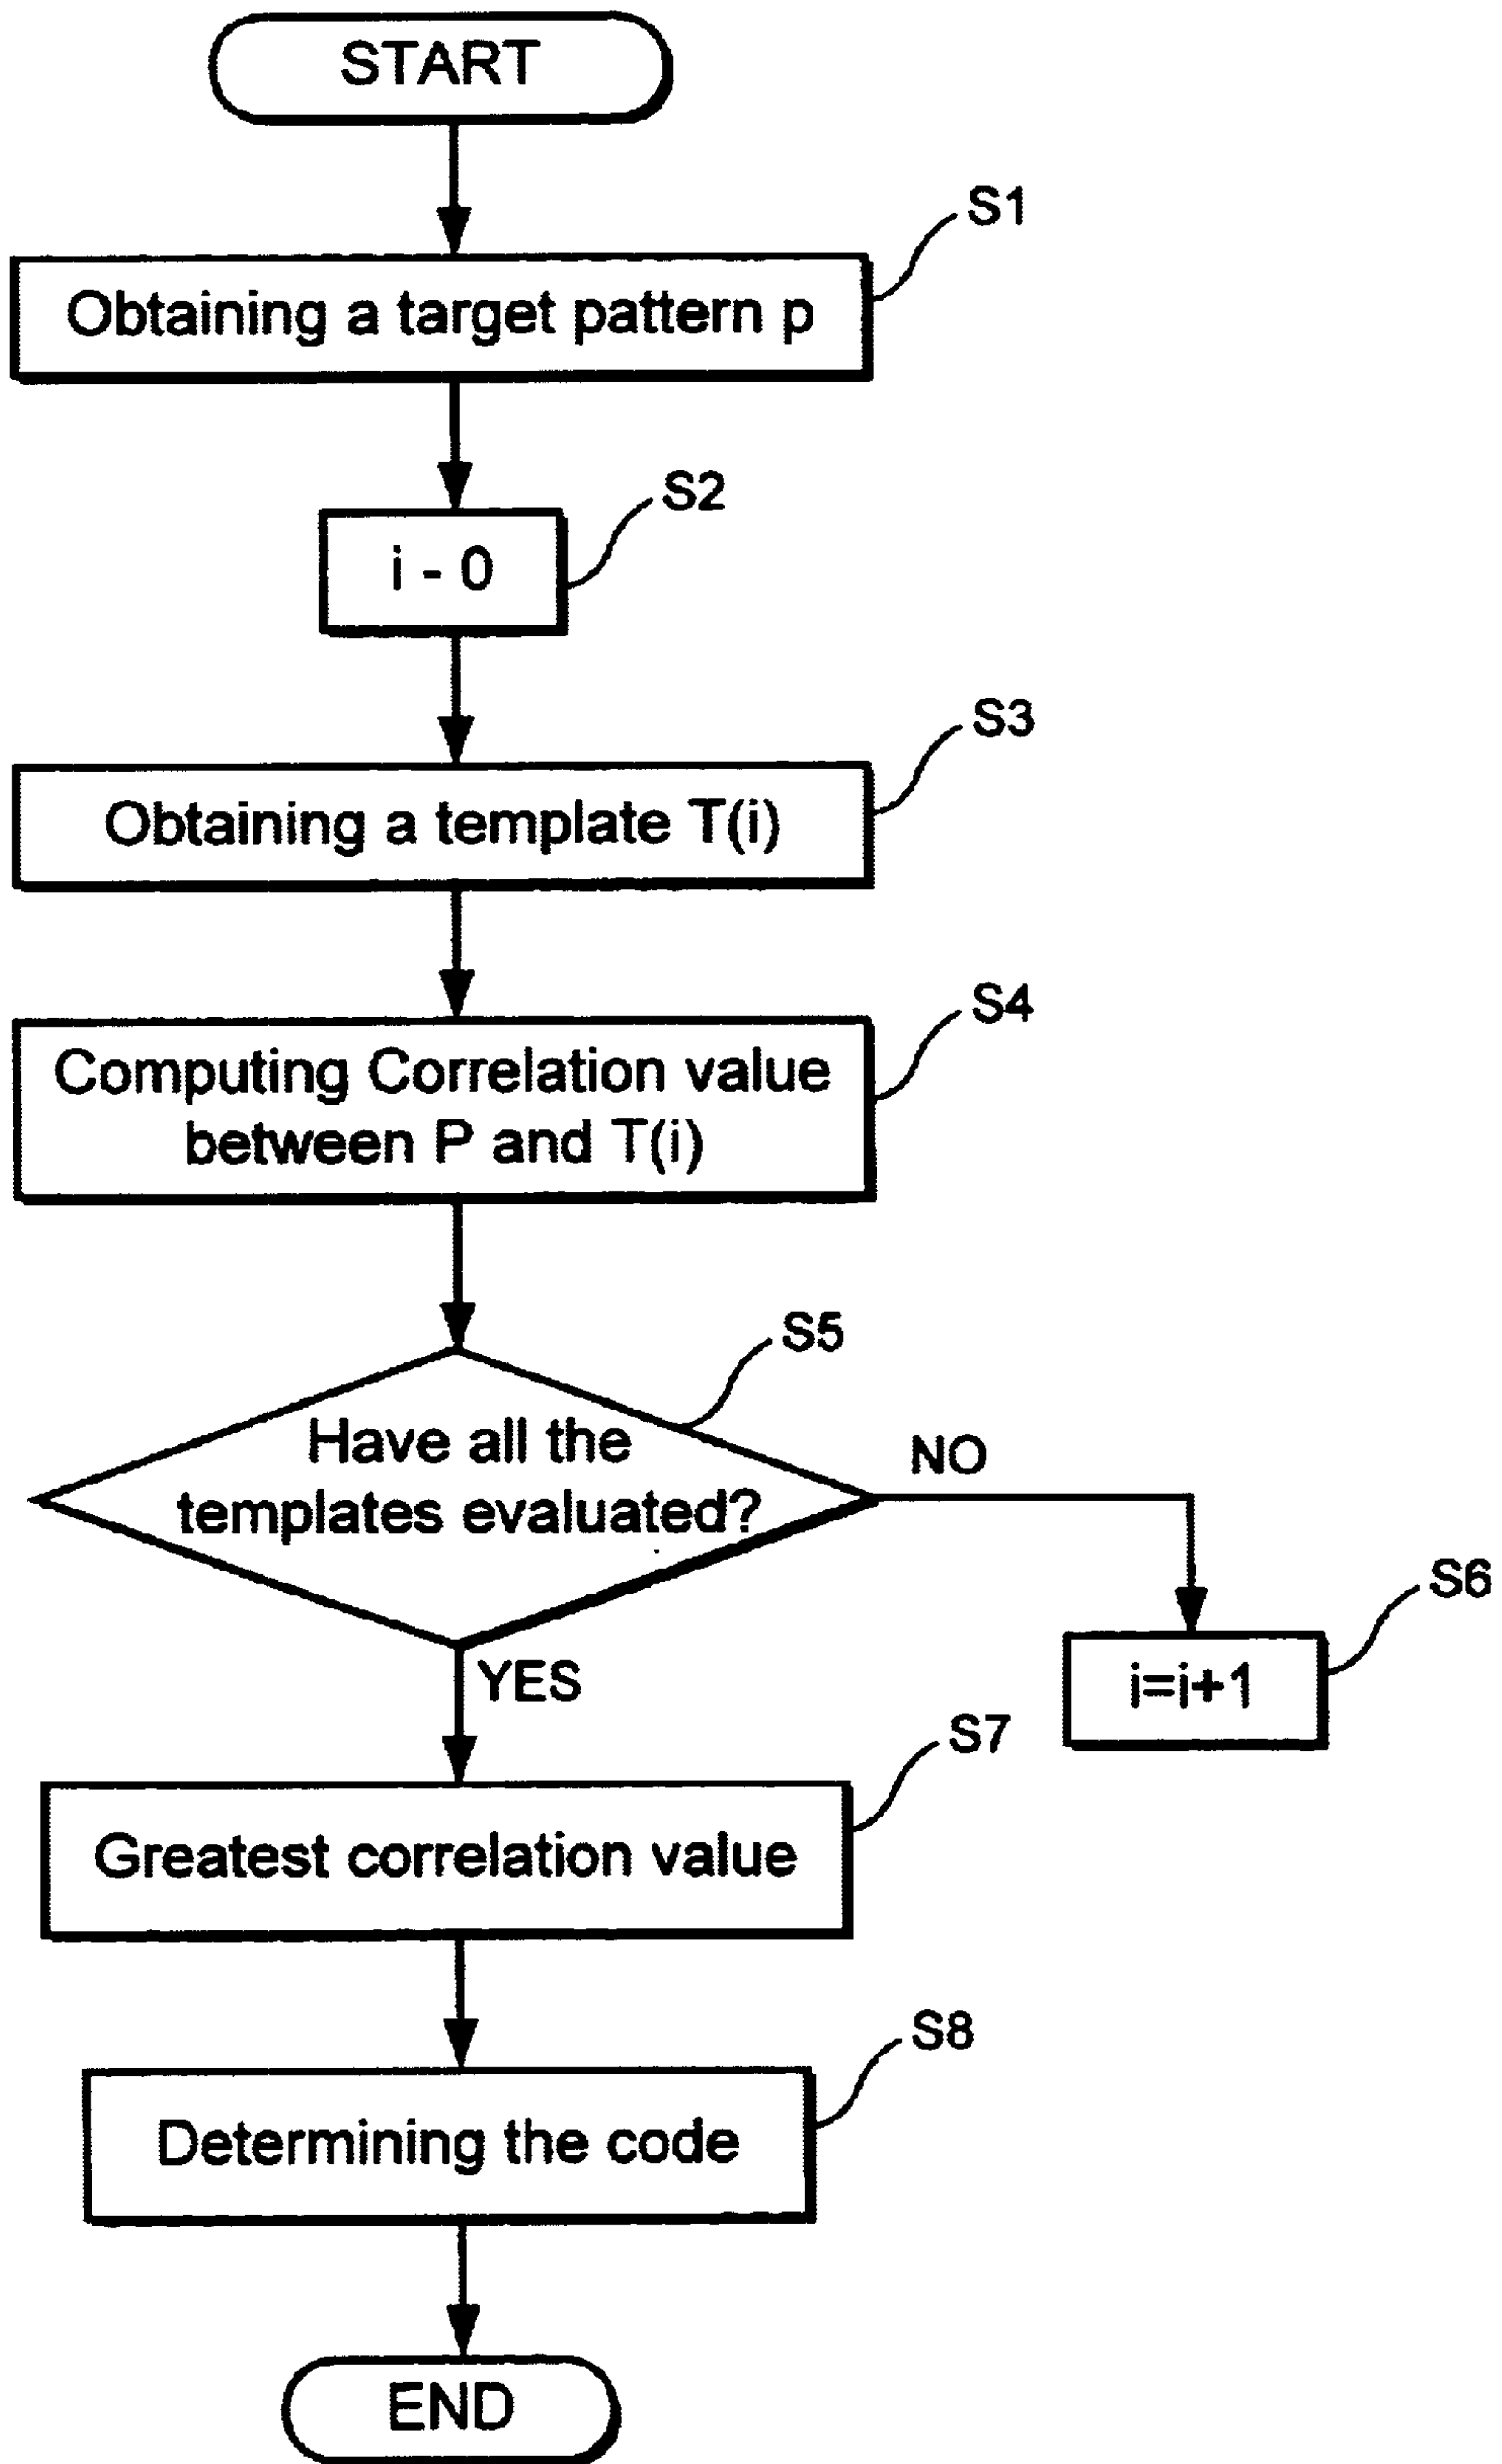 START
S1
Obtaining a target pattern p
S2
i - 0
S3
Obtaining a template T(i)
S4
Computing Correlation value
between P and T(i)
S5
Have all the
templates evaluated?
NO
S6
i=i+1
YES
S7
Greatest correlation value
S8
Determining the code
END